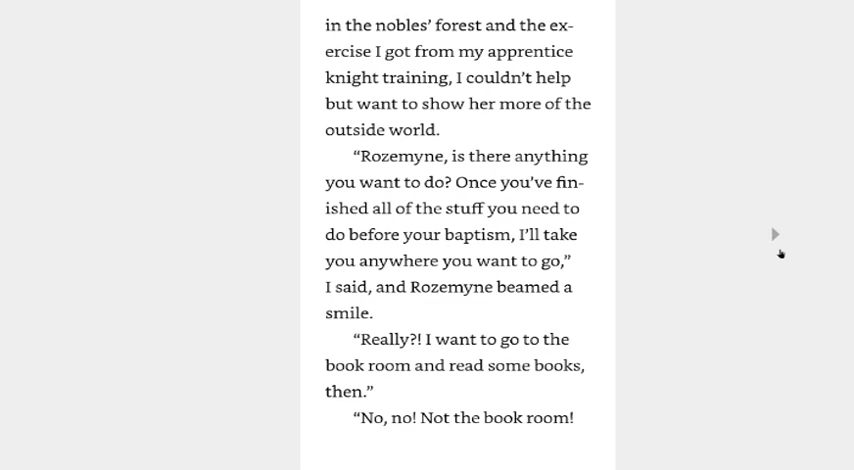 in the nobles’ forest and the ex-
ercise I got from my apprentice
knight training, I couldn’t help
but want to show her more of the
outside world.
“Rozemyne, is there anything
you want to do? Once you’ve fin-
ished all of the stuff you need to
do before your baptism, I’ll take
you anywhere you want to go,”
I said, and Rozemyne beamed a
smile.
“Really?! I want to go to the
book room and read some books,
then.”
“No, no! Not the book room!